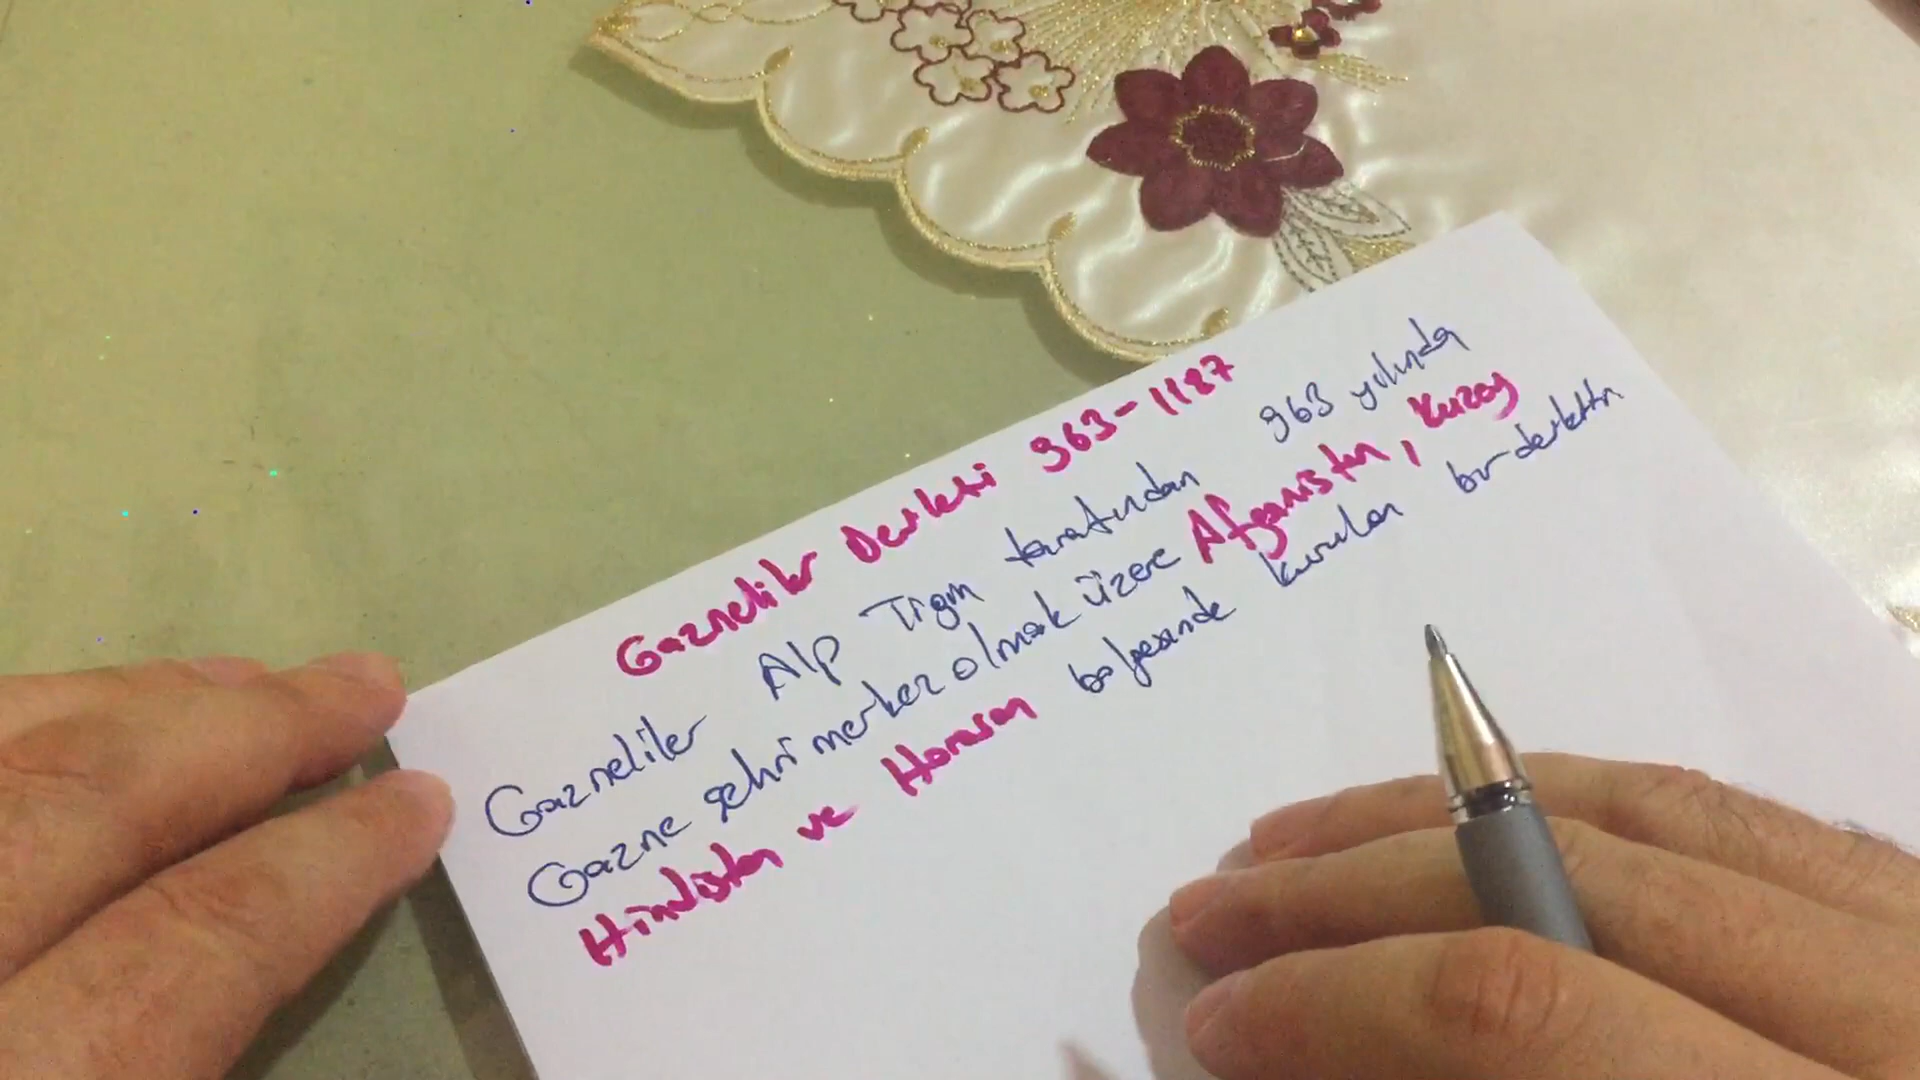 Gazneliler Devleti 963-1187
Gazneliler Alp Tigin tarafından 963 yılında
Gazne şehri merkez olmak üzere Afganistan, Kuzey
Hindistan ve Horasan bölgesinde kurulan bir devlettir